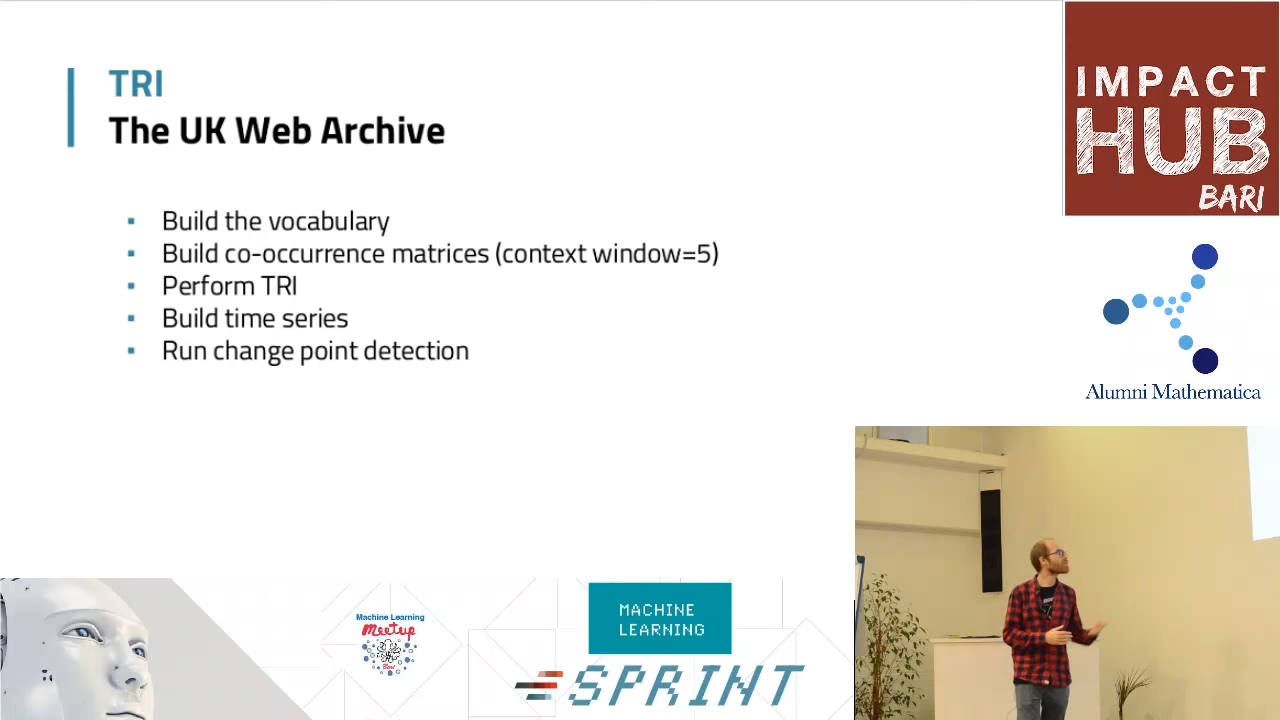 TRI
The UK Web Archive
▪ Build the vocabulary
▪ Build co-occurrence matrices (context window=5)
▪ Perform TRI
▪ Build time series
▪ Run change point detection
IMPACT
HUB
BARI
Alumni Mathematica
Machine Learning
Meetup
Bari
MACHINE
LEARNING
SPRINT